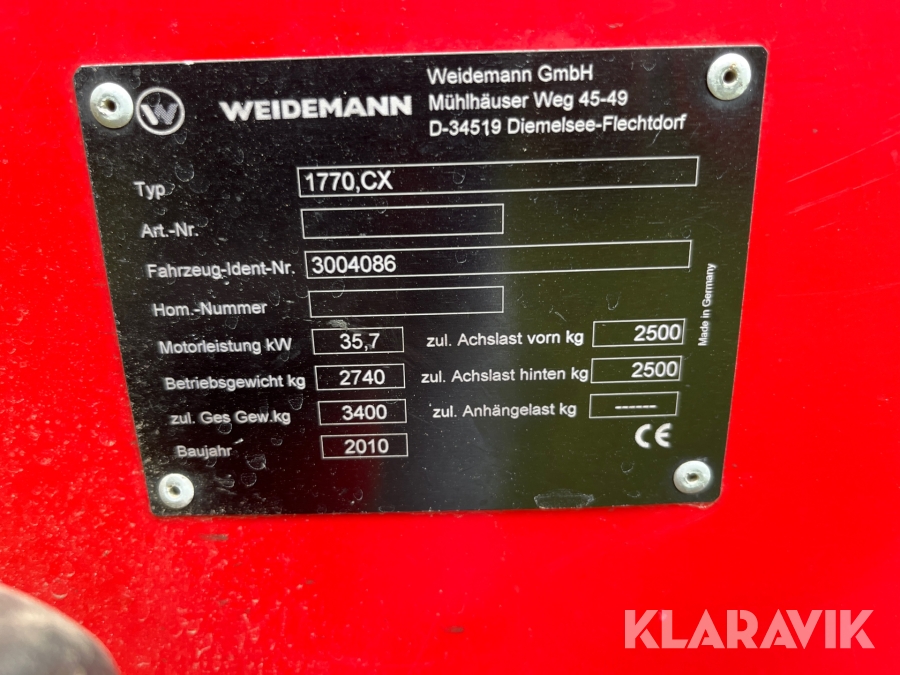 W WEIDEMANN
Weidemann GmbH
Mühlhäuser Weg 45-49
D-34519 Diemelsee-Flechtdorf
Typ 1770,CX
Art.-Nr.
Fahrzeug-Ident-Nr. 3004086
Hom.-Nummer
Motorleistung kW 35,7 zul. Achslast vorn kg 2500
Betriebsgewicht kg 2740 zul. Achslast hinten kg 2500
zul. Ges Gew.kg 3400 zul. Anhängelast kg ------
Baujahr 2010 CE
Made in Germany
KLARAVIK